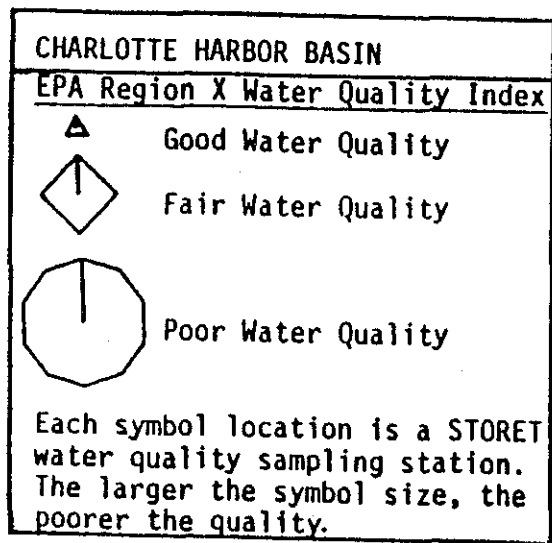 CHARLOTTE HARBOR BASIN
EPA Region X Water Quality Index
Good Water Quality
Fair Water Quality
Poor Water Quality
Each symbol location is a STORET
water quality sampling station.
The larger the symbol size, the
poorer the quality.